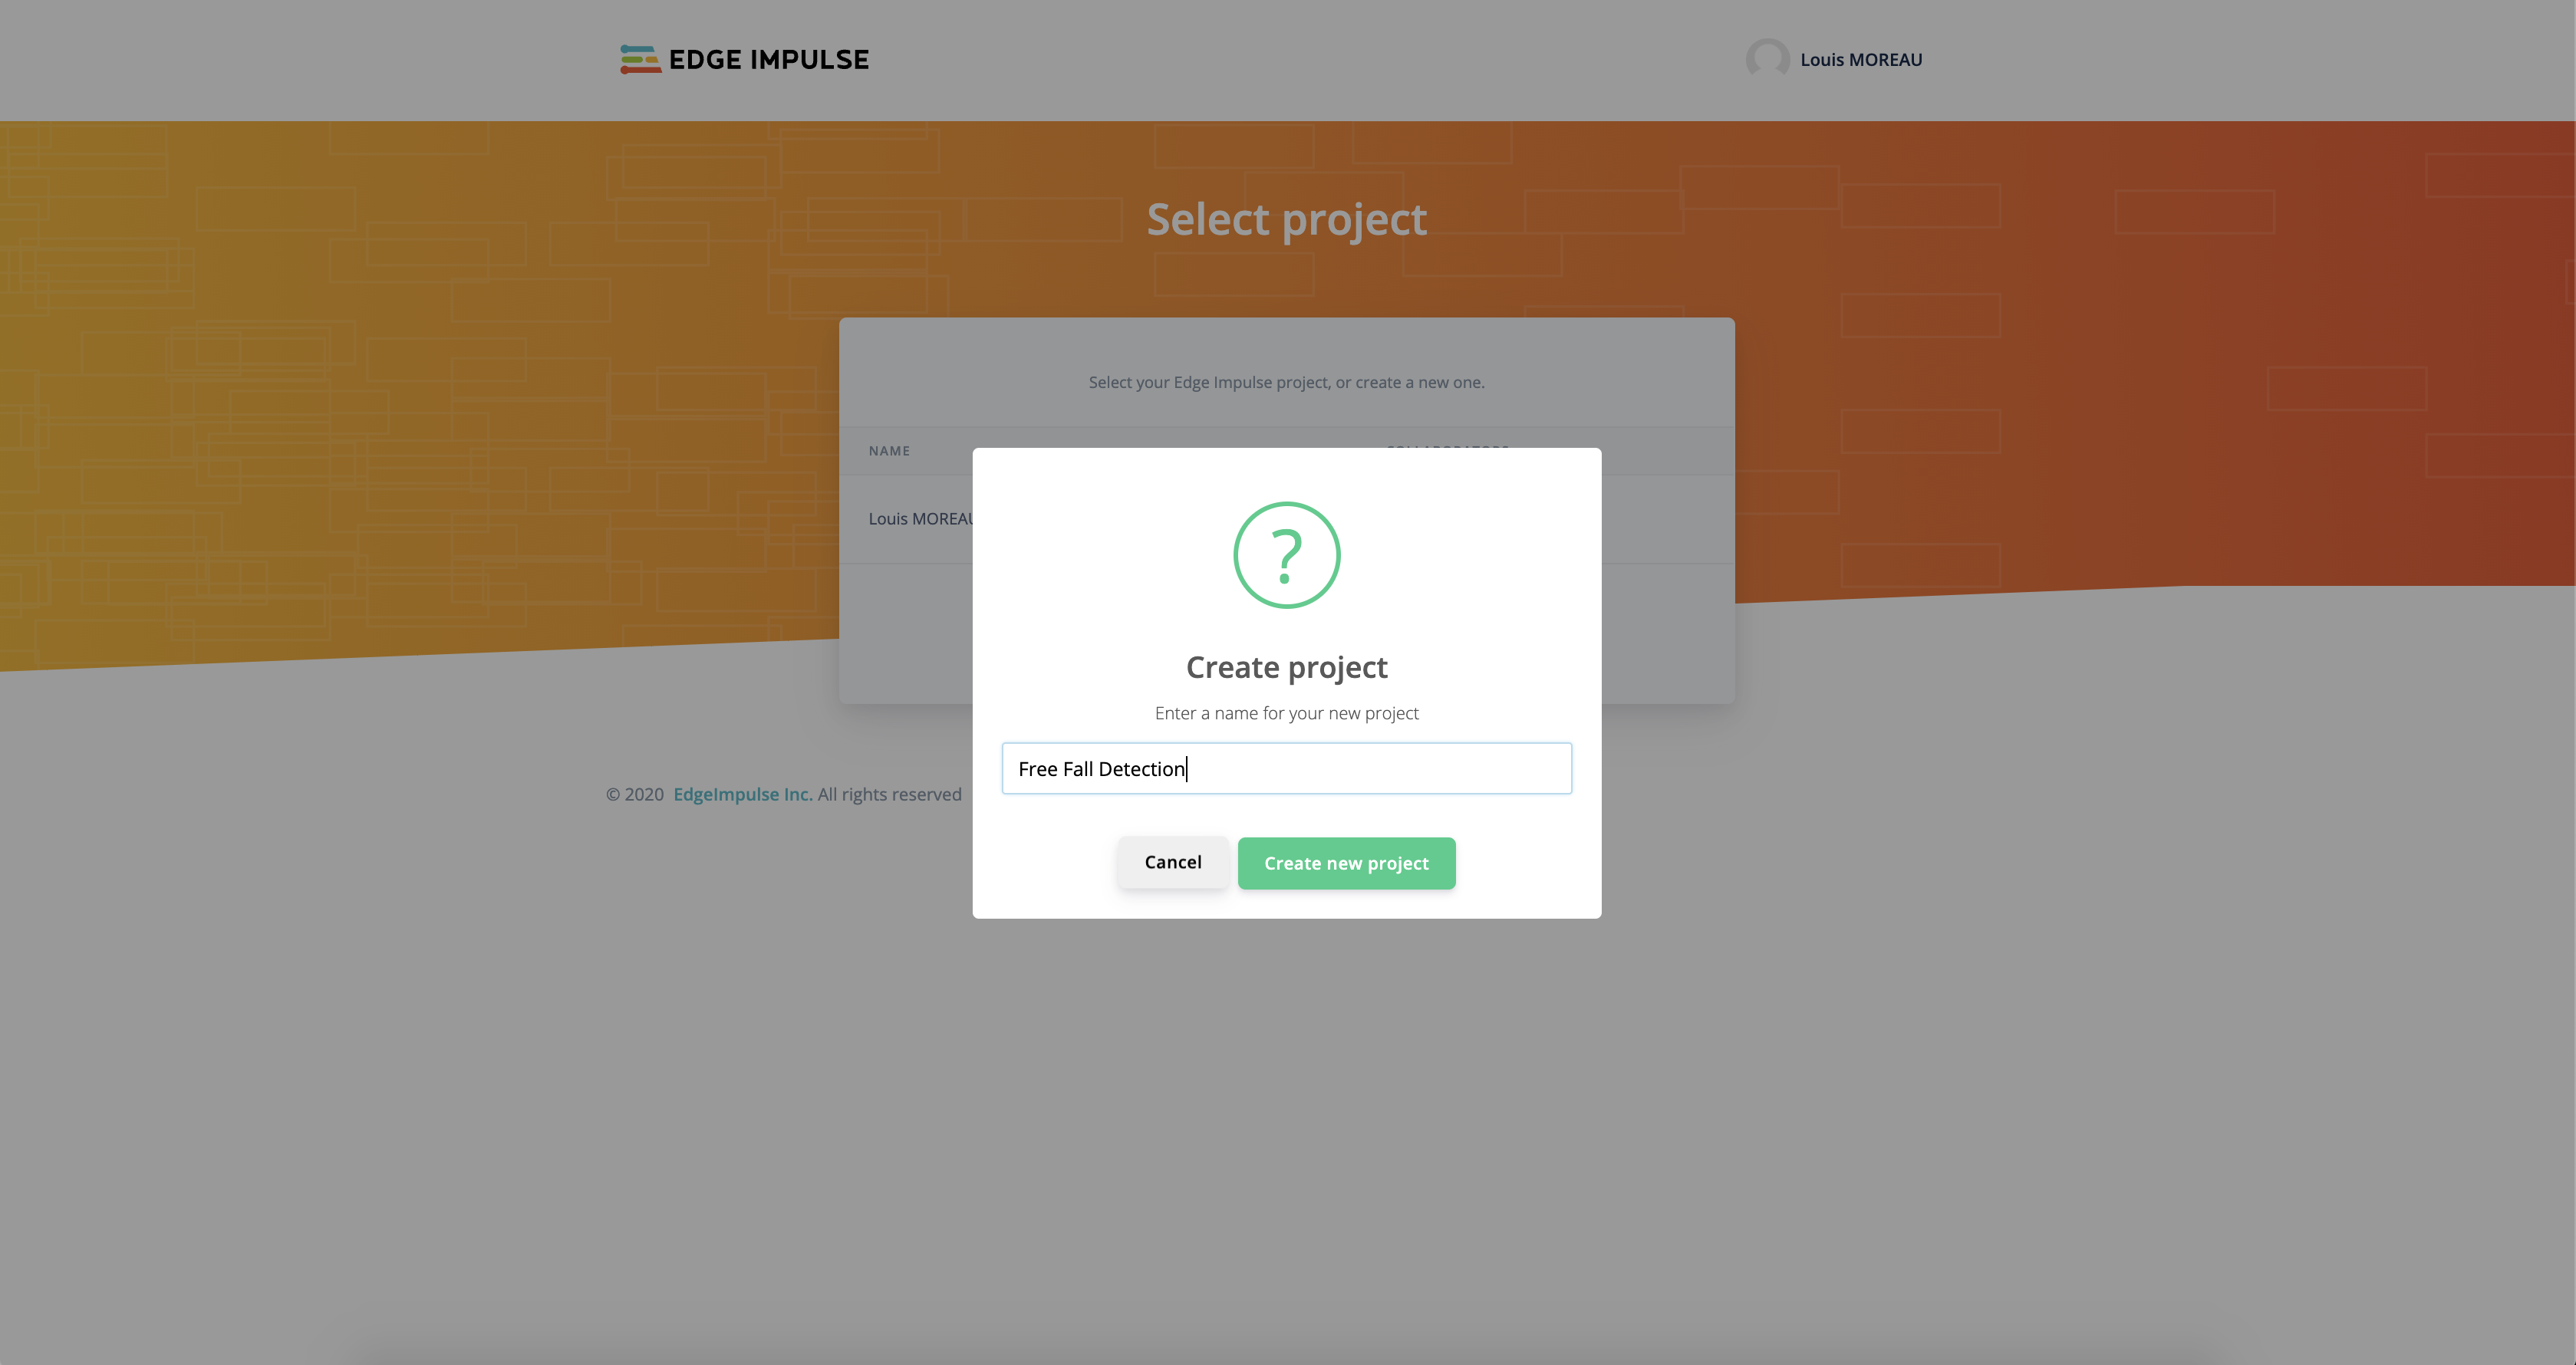 EDGE IMPULSE
Louis MOREAU
Select project
Select your Edge Impulse project, or create a new one.
NAME
Louis MOREAU
?
Create project
Enter a name for your new project
Free Fall Detection
Cancel
Create new project
© 2020 EdgeImpulse Inc. All rights reserved